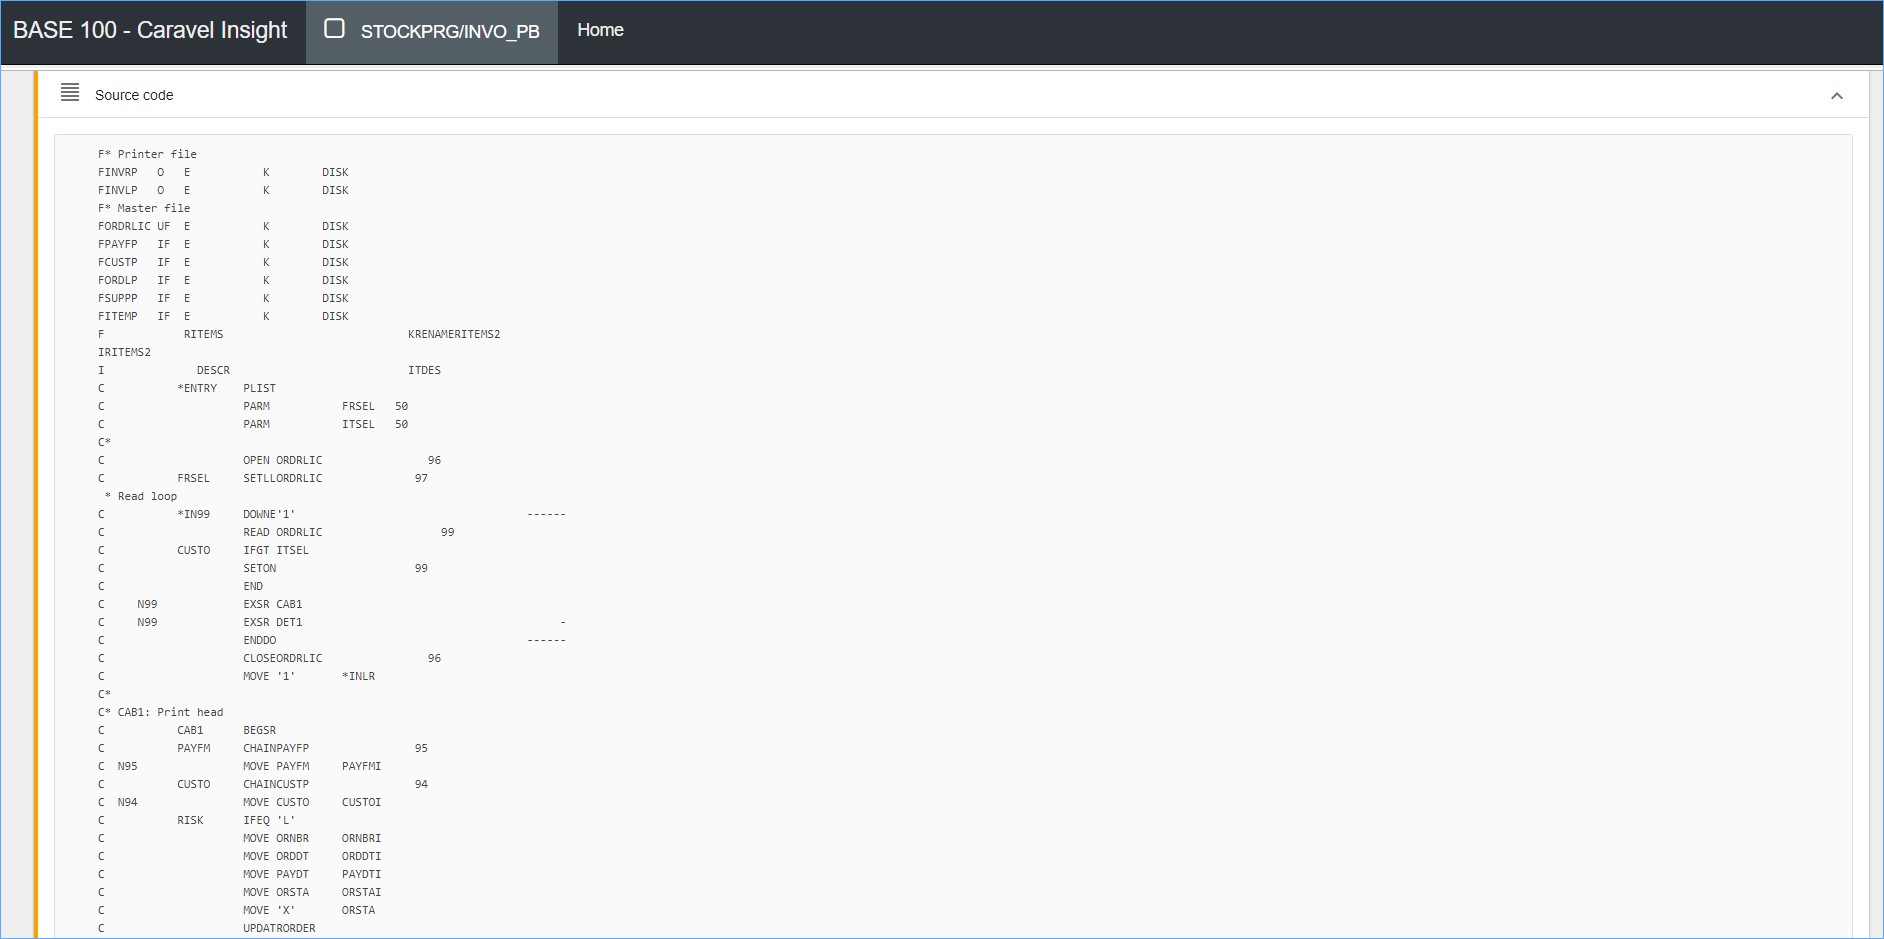 BASE 100 - Caravel Insight STOCKPRG/INVO_PB Home
Source code
F* Printer file
FINVRP   O   E           K        DISK
FINVLP   O   E           K        DISK
F* Master file
FORDRLIC UF  E           K        DISK
FPAYFP   IF  E           K        DISK
FCUSTP   IF  E           K        DISK
FORDLP   IF  E           K        DISK
FSUPPP   IF  E           K        DISK
FITEMP   IF  E           K        DISK
F            RITEMS                            KRENAMERITEMS2
IRITEMS2
I              DESCR                           ITDES
C           *ENTRY    PLIST
C                     PARM           FRSEL   50
C                     PARM           ITSEL   50
C*
C                     OPEN ORDRLIC                96
C           FRSEL     SETLLORDRLIC              97
 * Read loop
C           *IN99     DOWNE'1'                                   ------
C                     READ ORDRLIC                  99
C           CUSTO     IFGT ITSEL
C                     SETON                     99
C                     END
C     N99             EXSR CAB1
C     N99             EXSR DET1                                       -
C                     ENDDO                                      ------
C                     CLOSEORDRLIC                96
C                     MOVE '1'       *INLR
C*
C* CAB1: Print head
C           CAB1      BEGSR
C           PAYFM     CHAINPAYFP                95
C  N95                MOVE PAYFM     PAYFMI
C           CUSTO     CHAINCUSTP                94
C  N94                MOVE CUSTO     CUSTOI
C           RISK      IFEQ 'L'
C                     MOVE ORNBR     ORNBRI
C                     MOVE ORDDT     ORDDTI
C                     MOVE PAYDT     PAYDTI
C                     MOVE ORSTA     ORSTAI
C                     MOVE 'X'       ORSTA
C                     UPDATRORDER